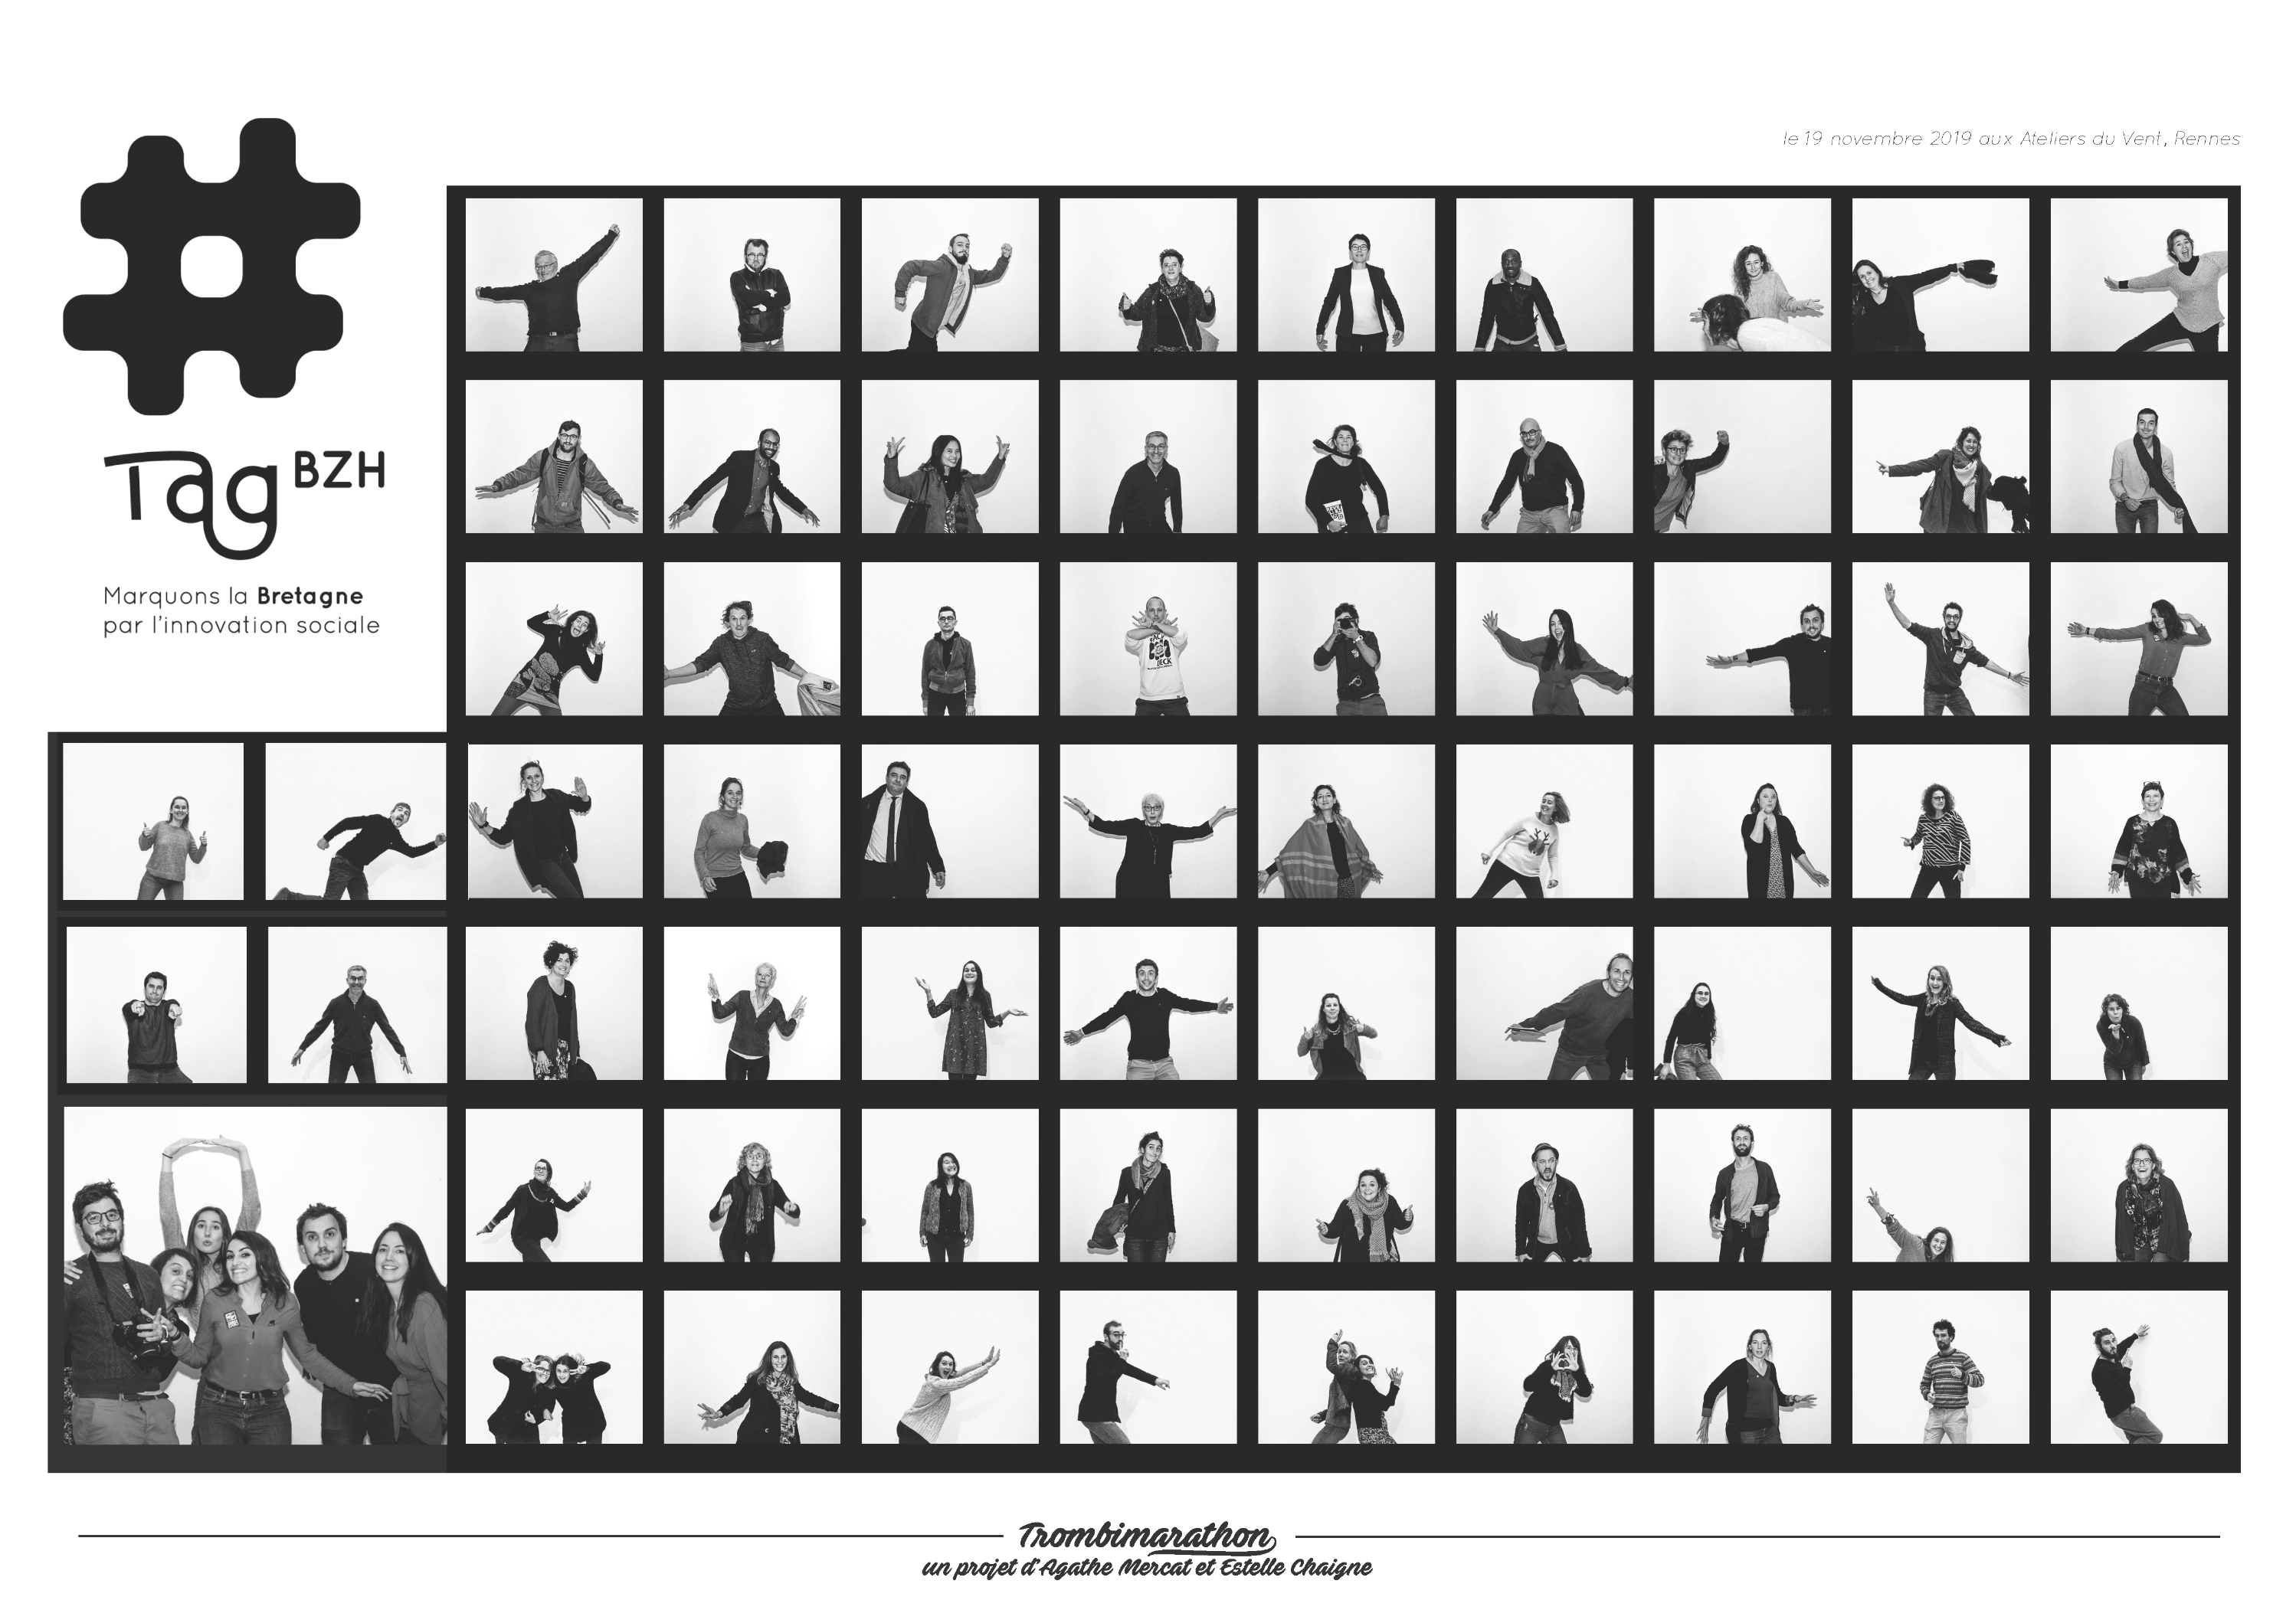 le 19 novembre 2019 aux Ateliers du Vent, Rennes
Tag BZH
Marquons la Bretagne
par l'innovation sociale
Trombimarathon
un projet d'Agathe Mercat et Estelle Chaigne